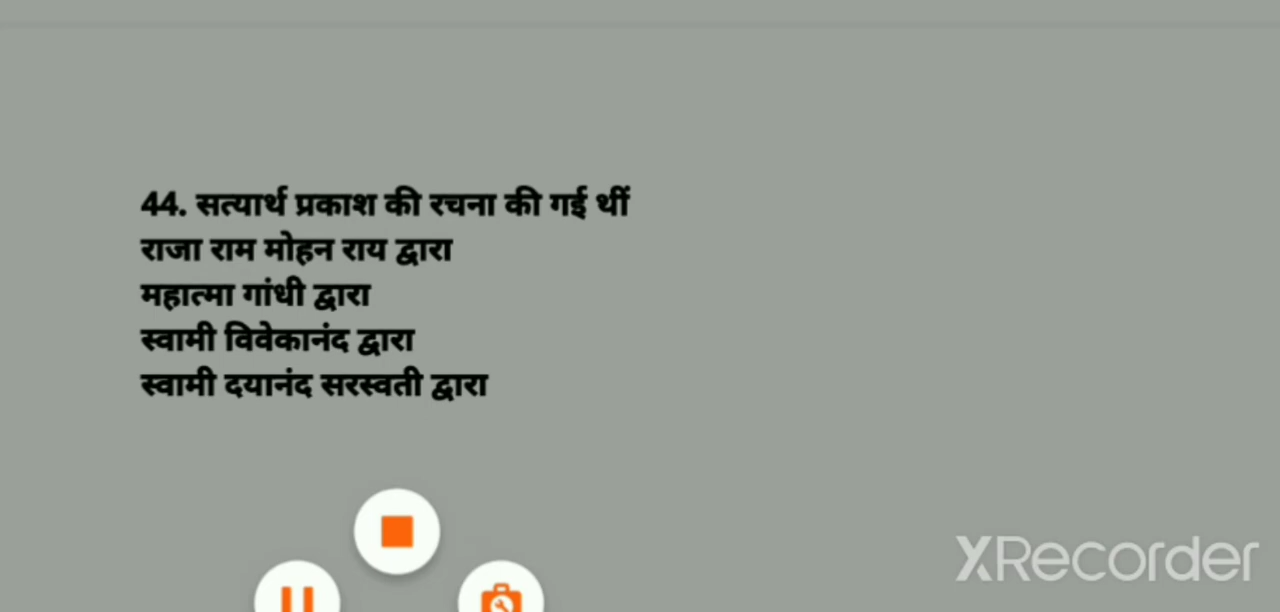 44. सत्यार्थ प्रकाश की रचना की गई थीं
राजा राम मोहन राय द्वारा
महात्मा गांधी द्वारा
स्वामी विवेकानंद द्वारा
स्वामी दयानंद सरस्वती द्वारा
XRecorder